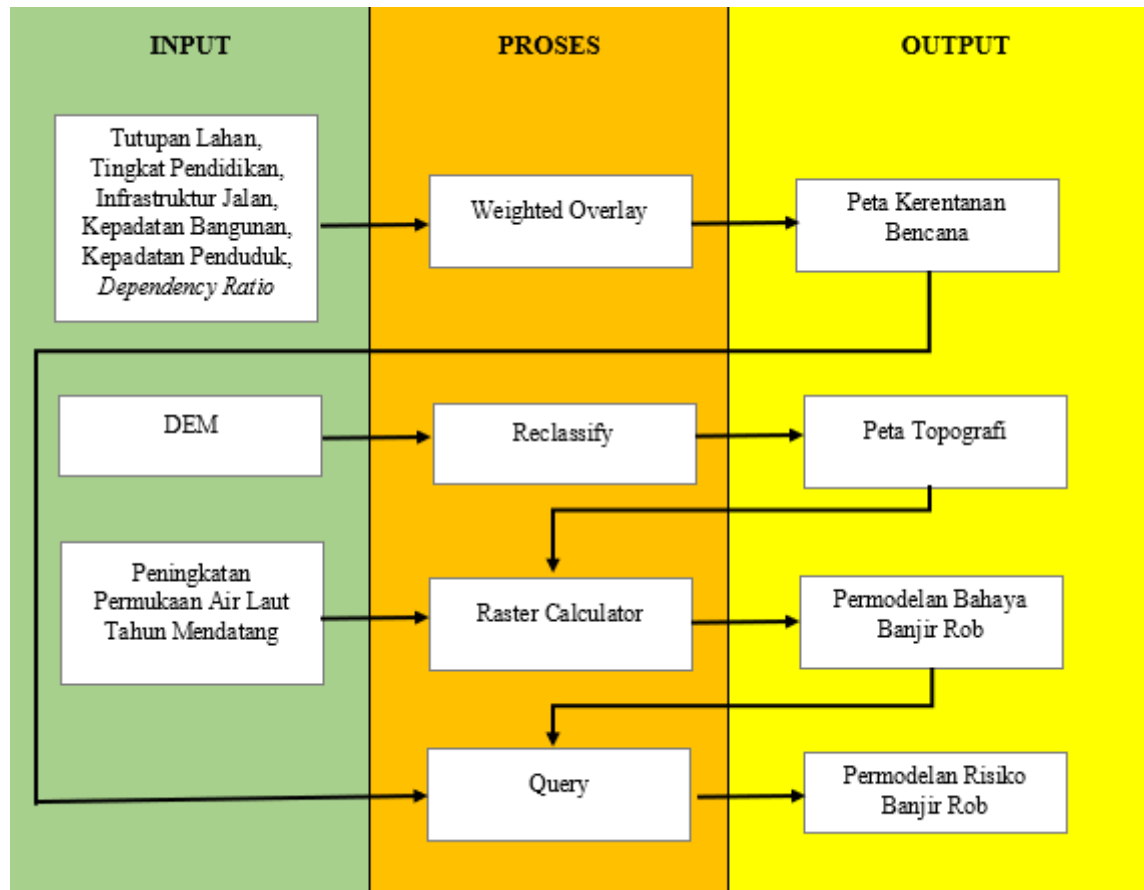 INPUT
PROSES
OUTPUT
Tutupan Lahan,
Tingkat Pendidikan,
Infrastruktur Jalan,
Kepadatan Bangunan,
Kepadatan Penduduk,
Dependency Ratio
Weighted Overlay
Peta Kerentanan
Bencana
DEM
Reclassify
Peta Topografi
Peningkatan
Permukaan Air Laut
Tahun Mendatang
Raster Calculator
Permodelan Bahaya
Banjir Rob
Query
Permodelan Risiko
Banjir Rob